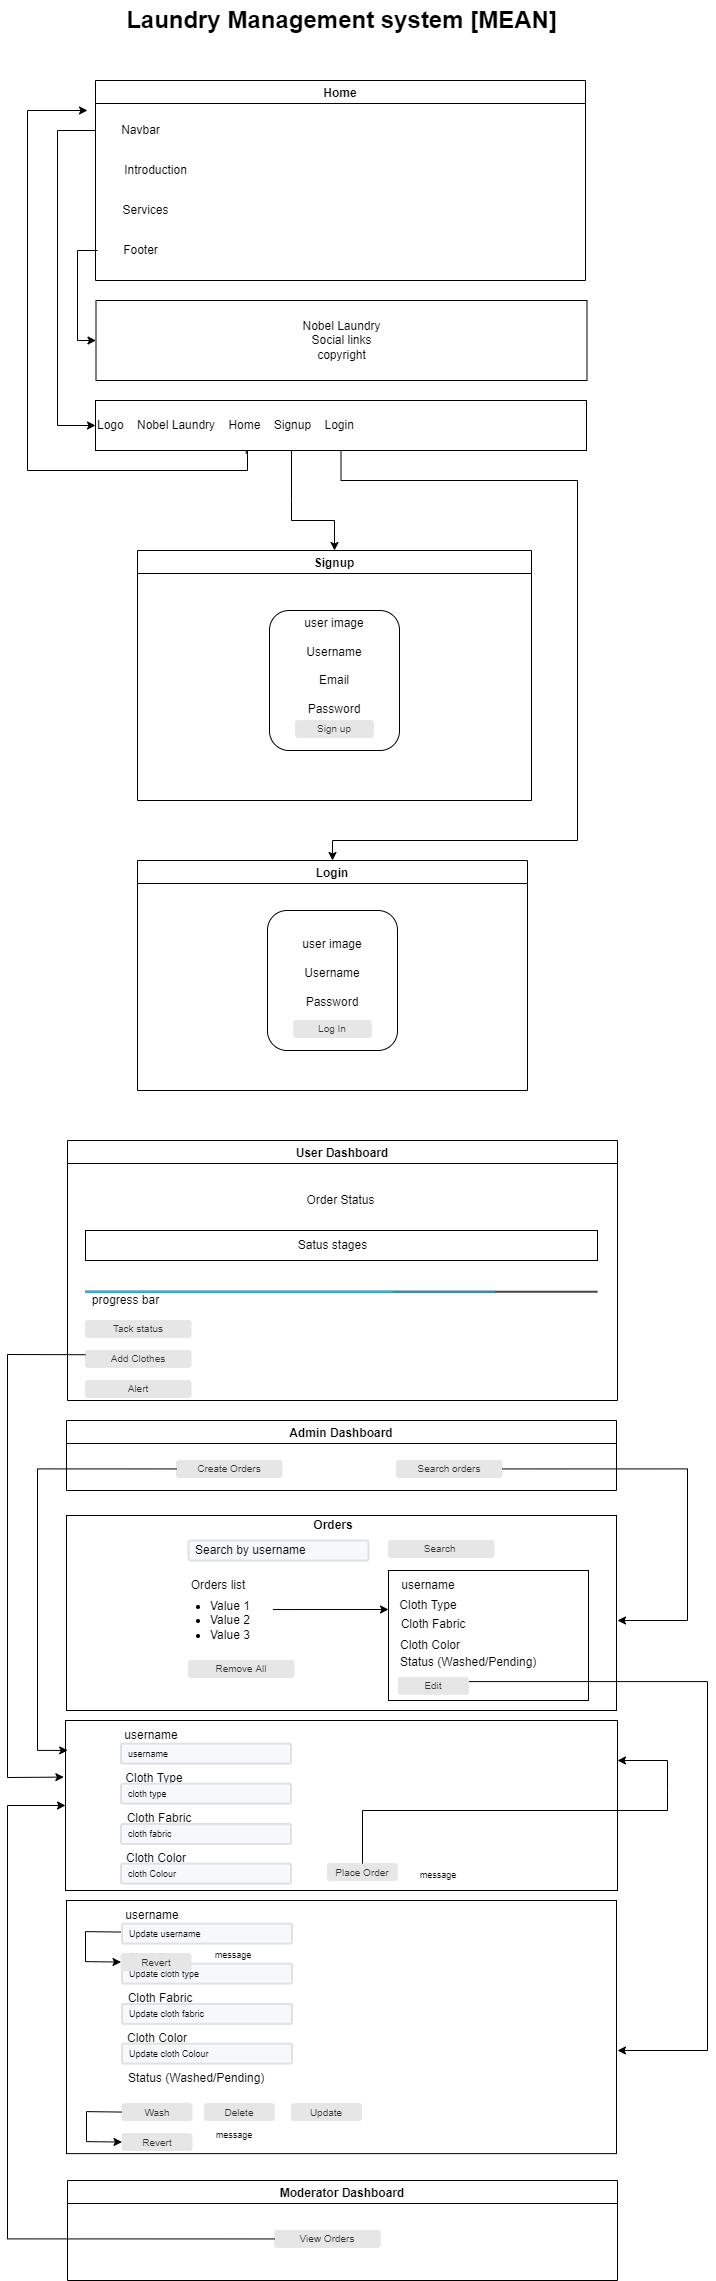 Laundry Management system [MEAN]
Home
Navbar
Introduction
Services
Footer
Nobel Laundry
Social links
copyright
Logo Nobel Laundry Home Signup Login
Signup
user image
Username
Email
Password
Sign up
Login
user image
Username
Password
Log In
User Dashboard
Order Status
Satus stages
progress bar
Tack status
Add Clothes
Alert
Admin Dashboard
Create Orders Search orders
Orders
Search by username Search
Orders list
Value 1
Value 2
Value 3
Remove All
username
Cloth Type
Cloth Fabric
Cloth Color
Status (Washed/Pending)
Edit
username
username
Cloth Type
cloth type
Cloth Fabric
cloth fabric
Cloth Color
cloth Colour
Place Order message
username
Update username
Revert message
Update cloth type
Cloth Fabric
Update cloth fabric
Cloth Color
Update cloth Colour
Status (Washed/Pending)
Wash Delete Update
Revert message
Moderator Dashboard
View Orders